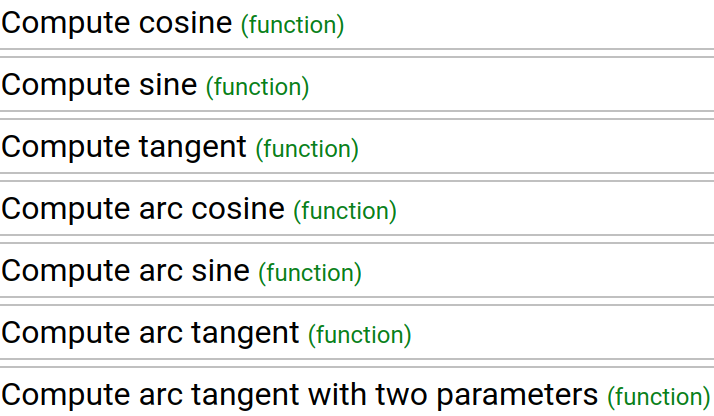 Compute cosine (function)
Compute sine (function)
Compute tangent (function)
Compute arc cosine (function)
Compute arc sine (function)
Compute arc tangent (function)
Compute arc tangent with two parameters (function)